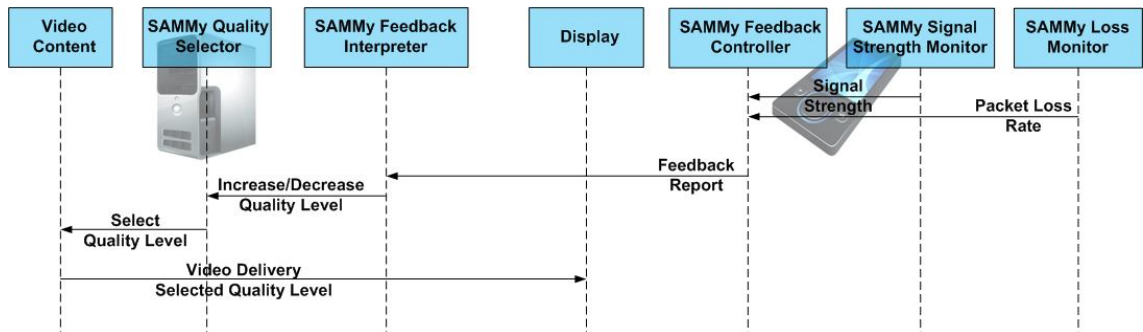 Video
Content
SAMMy Quality
Selector
SAMMy Feedback
Interpreter
Display
SAMMy Feedback
Controller
SAMMy Signal
Strength Monitor
SAMMy Loss
Monitor
Signal
Strength
Packet Loss
Rate
Feedback
Report
Increase/Decrease
Quality Level
Select
Quality Level
Video Delivery
Selected Quality Level